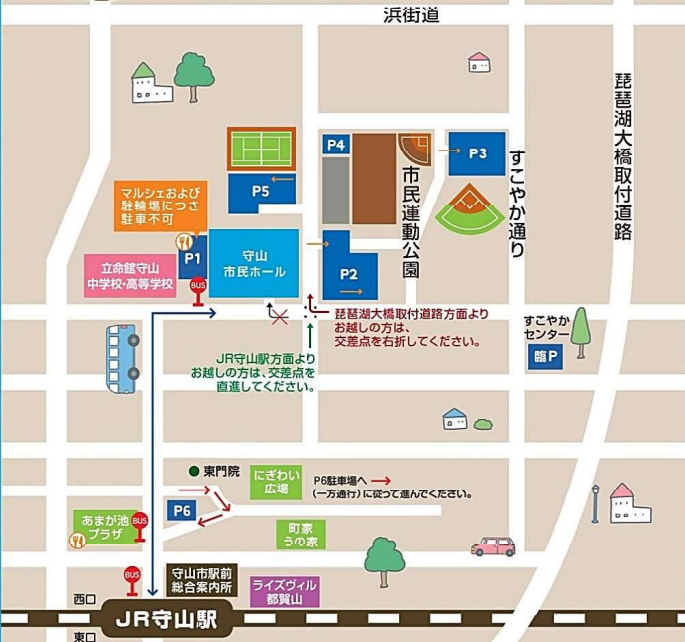 浜街道
琵琶湖大橋取付道路
P4
P3
すこやか通り
市民運動公園
P5
マルシェおよび
駐輪場につき
駐車不可
P1
守山
市民ホール
立命館守山
中学校・高等学校
BUS
P2
琵琶湖大橋取付道路方面より
お越しの方は、
交差点を右折してください。
すこやか
センター
臨P
JR守山駅方面より
お越しの方は、交差点を
直進してください。
東門院
にぎわい
広場
P6駐車場へ →
(一方通行)に従って進んでください。
P6
あまが池
プラザ
BUS
町家
うの家
BUS
守山市駅前
総合案内所
ライズヴィル
都賀山
西口
JR守山駅
東口